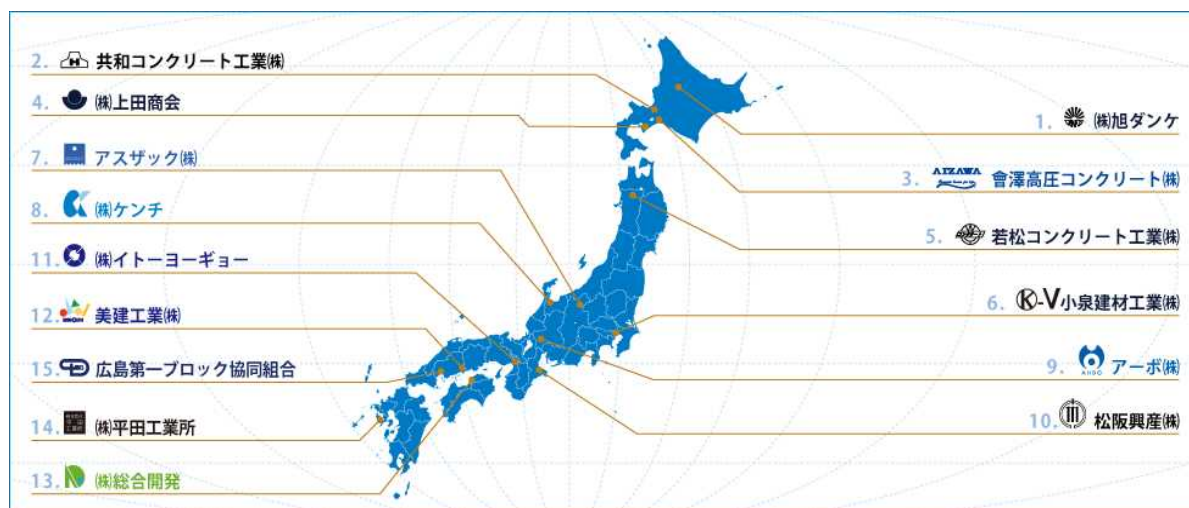 2. 共和コンクリート工業㈱
4. ㈱上田商会
7. アスザック㈱
8. ㈱ケンチ
11. ㈱イトーヨーギョー
12. 美建工業㈱
15. 広島第一ブロック協同組合
14. ㈱平田工業所
13. ㈱総合開発
1. ㈱旭ダンケ
3. AIZAWA 會澤高圧コンクリート㈱
5. 若松コンクリート工業㈱
6. K-V小泉建材工業㈱
9. アーボ㈱
10. 松阪興産㈱